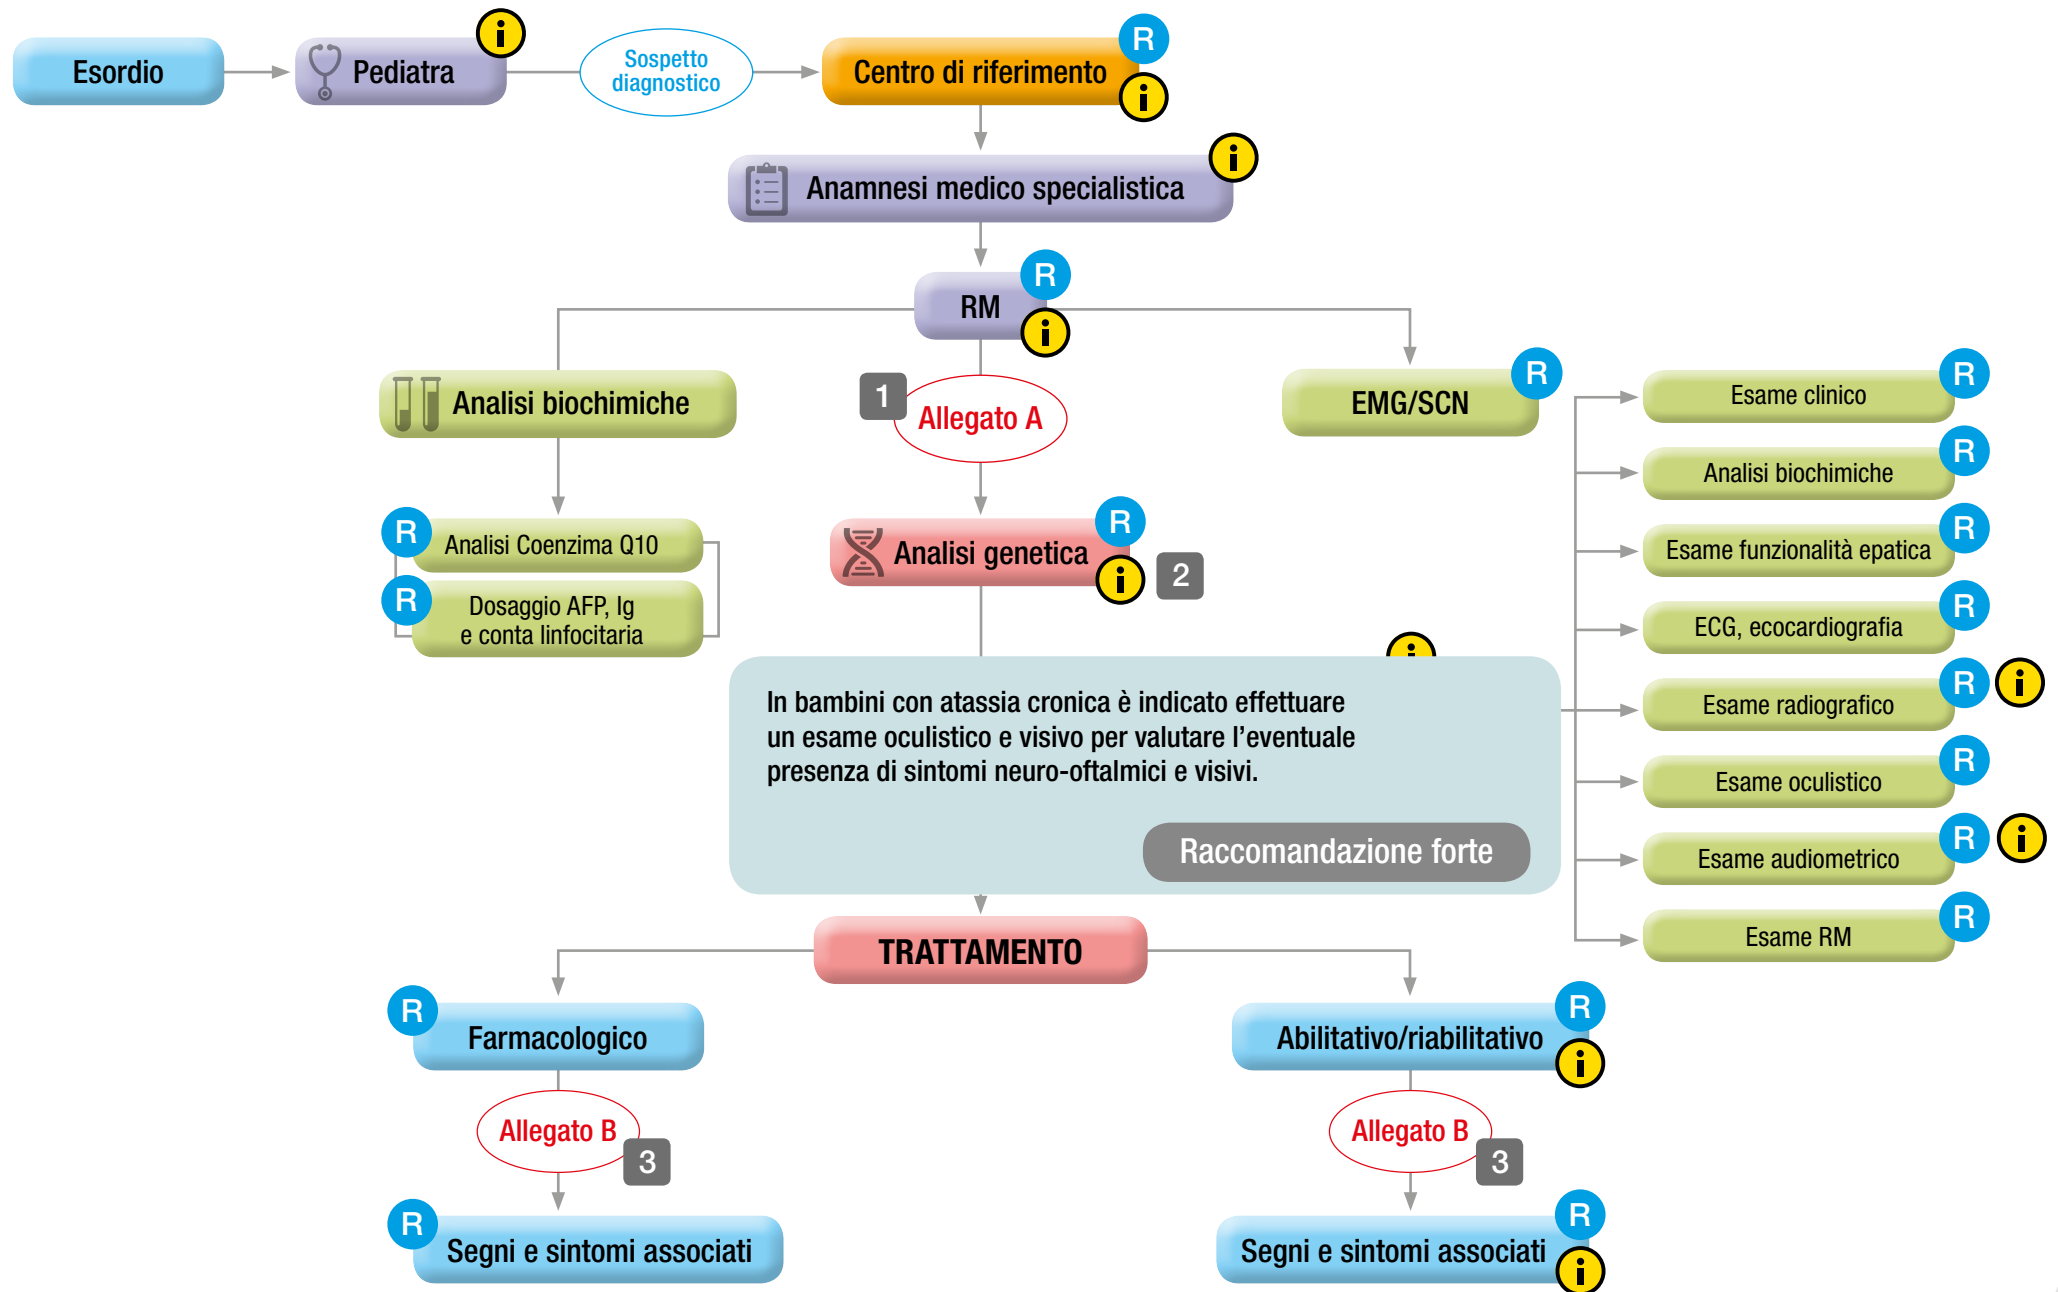 Esordio
Pediatra
i
Sospetto
diagnostico
Centro di riferimento
R
i
Anamnesi medico specialistica
i
RM
R
i
Analisi biochimiche
1
Allegato A
EMG/SCN
R
Analisi Coenzima Q10
R
Dosaggio AFP, Ig
e conta linfocitaria
R
Analisi genetica
R
i
2
i
In bambini con atassia cronica è indicato effettuare
un esame oculistico e visivo per valutare l’eventuale
presenza di sintomi neuro-oftalmici e visivi.
Raccomandazione forte
Esame clinico
R
Analisi biochimiche
R
Esame funzionalità epatica
R
ECG, ecocardiografia
R
Esame radiografico
R
i
Esame oculistico
R
Esame audiometrico
R
i
Esame RM
R
TRATTAMENTO
R
Farmacologico
Allegato B
3
R
Segni e sintomi associati
Abilitativo/riabilitativo
R
i
Allegato B
3
Segni e sintomi associati
R
i